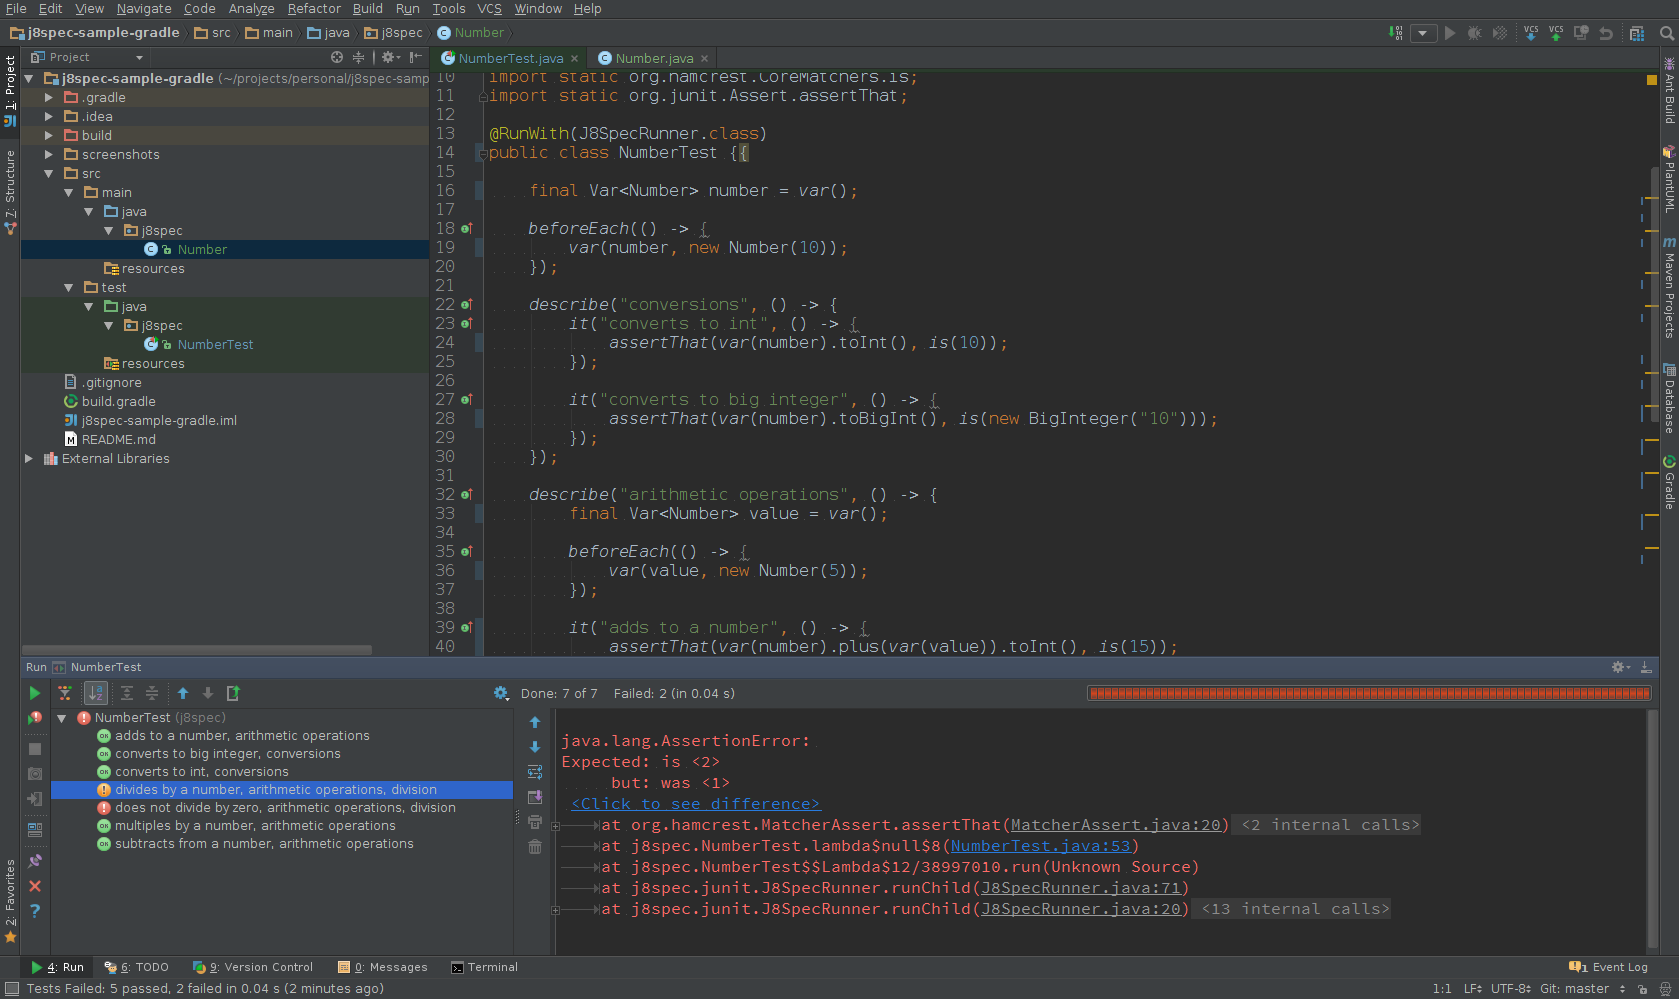 File Edit View Navigate Code Analyze Refactor Build Run Tools VCS Window Help
j8spec-sample-gradle src main java j8spec Number
Project
NumberTest.java Number.java
1: Project
7: Structure
2: Favorites
j8spec-sample-gradle (~/projects/personal/j8spec-samp
.gradle
.idea
build
screenshots
src
main
java
j8spec
Number
resources
test
java
j8spec
NumberTest
resources
.gitignore
build.gradle
j8spec-sample-gradle.iml
README.md
External Libraries
10 import static org.hamcrest.CoreMatchers.is;
11 import static org.junit.Assert.assertThat;
12
13 @RunWith(J8SpecRunner.class)
14 public class NumberTest {{
15
16 final Var<Number> number = var();
17
18 beforeEach(() -> {
19 var(number, new Number(10));
20 });
21
22 describe("conversions", () -> {
23 it("converts to int", () -> {
24 assertThat(var(number).toInt(), is(10));
25 });
26
27 it("converts to big integer", () -> {
28 assertThat(var(number).toBigInt(), is(new BigInteger("10")));
29 });
30 });
31
32 describe("arithmetic operations", () -> {
33 final Var<Number> value = var();
34
35 beforeEach(() -> {
36 var(value, new Number(5));
37 });
38
39 it("adds to a number", () -> {
40 assertThat(var(number).plus(var(value)).toInt(), is(15));
Ant Build
PlantUML
Maven Projects
Database
Gradle
Run NumberTest
Done: 7 of 7 Failed: 2 (in 0.04 s)
NumberTest (j8spec)
adds to a number, arithmetic operations
converts to big integer, conversions
converts to int, conversions
divides by a number, arithmetic operations, division
does not divide by zero, arithmetic operations, division
multiples by a number, arithmetic operations
subtracts from a number, arithmetic operations
java.lang.AssertionError:
Expected: is <2>
but: was <1>
<Click to see difference>
at org.hamcrest.MatcherAssert.assertThat(MatcherAssert.java:20) <2 internal calls>
at j8spec.NumberTest.lambda$null$8(NumberTest.java:53)
at j8spec.NumberTest$$Lambda$12/38997010.run(Unknown Source)
at j8spec.junit.J8SpecRunner.runChild(J8SpecRunner.java:71)
at j8spec.junit.J8SpecRunner.runChild(J8SpecRunner.java:20) <13 internal calls>
4: Run 6: TODO 9: Version Control 0: Messages Terminal 1 Event Log
Tests Failed: 5 passed, 2 failed in 0.04 s (2 minutes ago) 1:1 LF UTF-8 Git: master